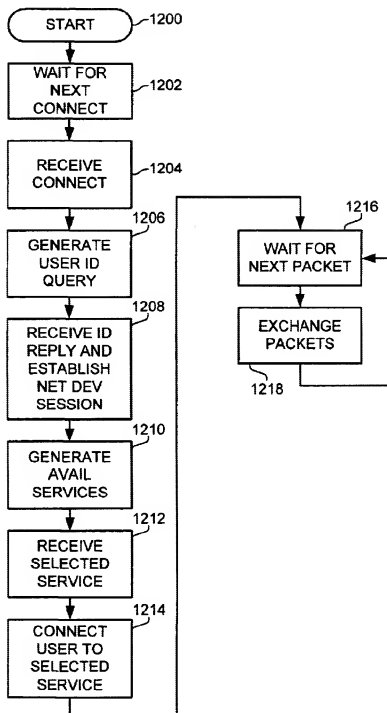 START
1200
WAIT FOR
NEXT
CONNECT
1202
RECEIVE
CONNECT
1204
1206
GENERATE
USER ID
QUERY
1208
RECEIVE ID
REPLY AND
ESTABLISH
NET DEV
SESSION
1210
GENERATE
AVAIL
SERVICES
1212
RECEIVE
SELECTED
SERVICE
1214
CONNECT
USER TO
SELECTED
SERVICE
1216
WAIT FOR
NEXT PACKET
EXCHANGE
PACKETS
1218